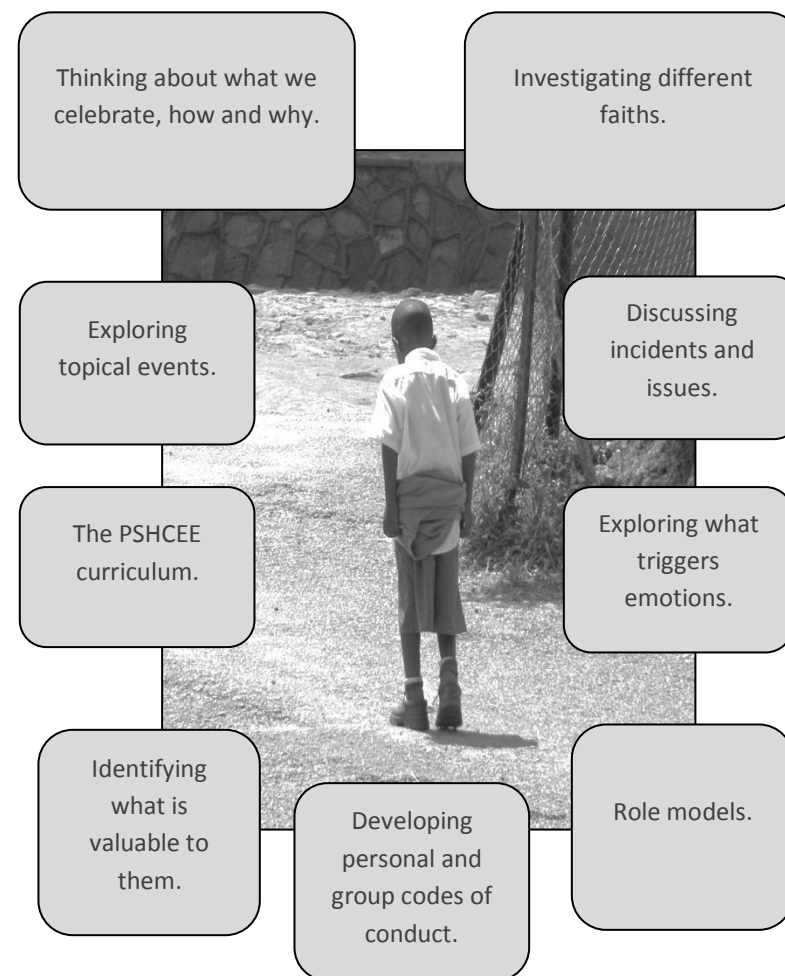 Thinking about what we
celebrate, how and why.
Investigating different
faiths.
Exploring
topical events.
Discussing
incidents and
issues.
The PSHCEE
curriculum.
Exploring what
triggers
emotions.
Identifying
what is
valuable to
them.
Developing
personal and
group codes of
conduct.
Role models.